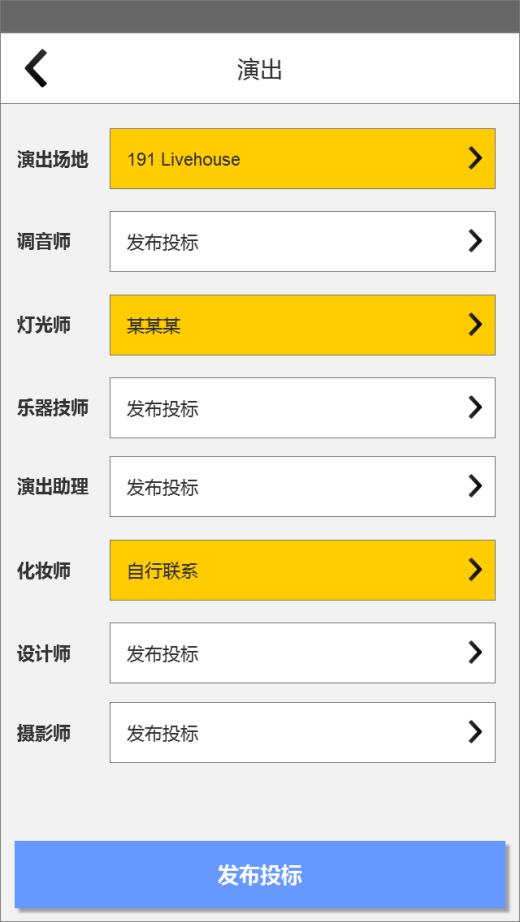 演出
演出场地 191 Livehouse
调音师 发布投标
灯光师 某某某
乐器技师 发布投标
演出助理 发布投标
化妆师 自行联系
设计师 发布投标
摄影师 发布投标
发布投标